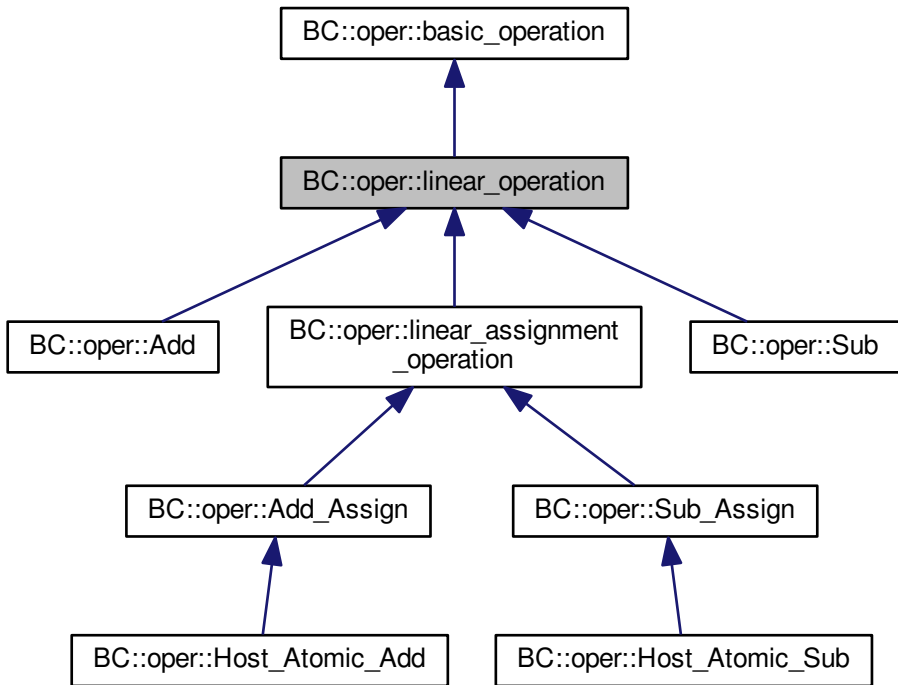 BC::oper::basic_operation
BC::oper::linear_operation
BC::oper::Add
BC::oper::linear_assignment
_operation
BC::oper::Sub
BC::oper::Add_Assign
BC::oper::Sub_Assign
BC::oper::Host_Atomic_Add
BC::oper::Host_Atomic_Sub